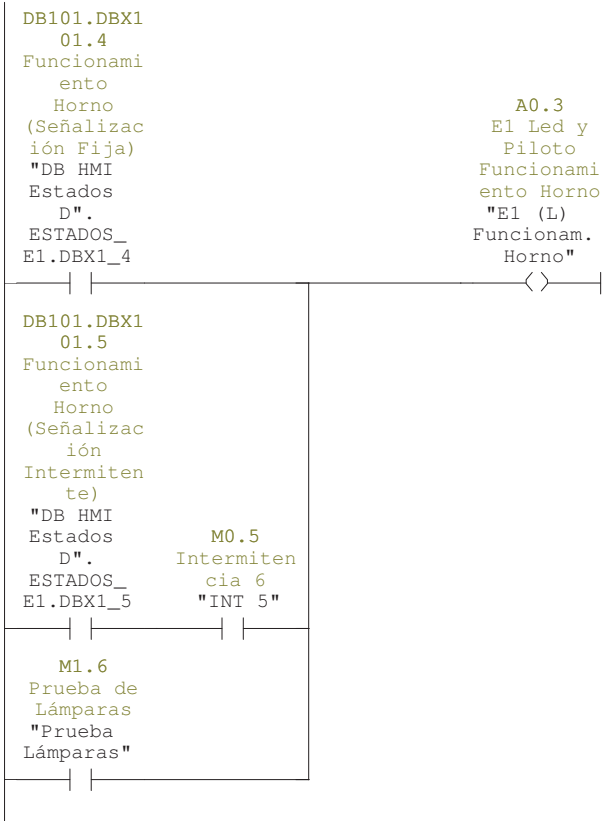 DB101.DBX1
01.4
Funcionami
ento
Horno
(Señalizac
ión Fija)
"DB HMI
Estados
D".
ESTADOS_
E1.DBX1_4
A0.3
E1 Led y
Piloto
Funcionami
ento Horno
"E1 (L)
Funcionam.
Horno"
DB101.DBX1
01.5
Funcionami
ento
Horno
(Señalizac
ión
Intermiten
te)
"DB HMI
Estados
D".
ESTADOS_
E1.DBX1_5
M0.5
Intermiten
cia 6
"INT 5"
M1.6
Prueba de
Lámparas
"Prueba
Lámparas"